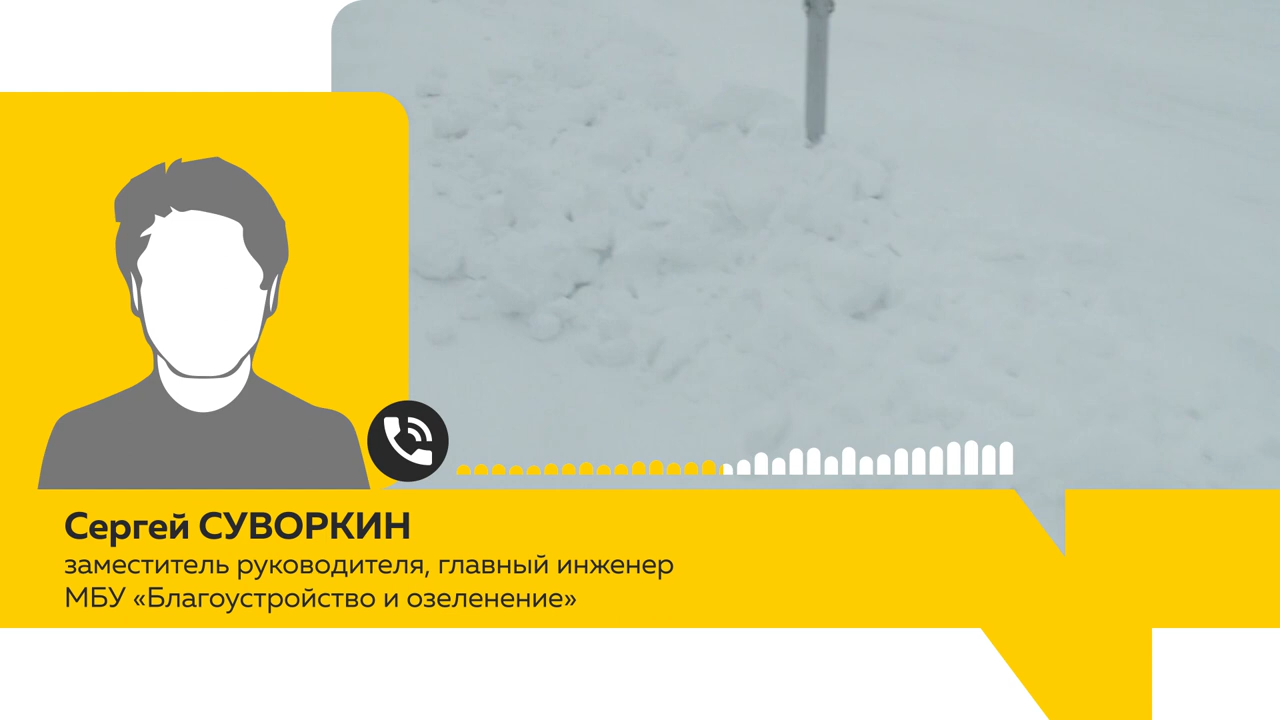 Сергей СУВОРКИН
заместитель руководителя, главный инженер
МБУ «Благоустройство и озеленение»